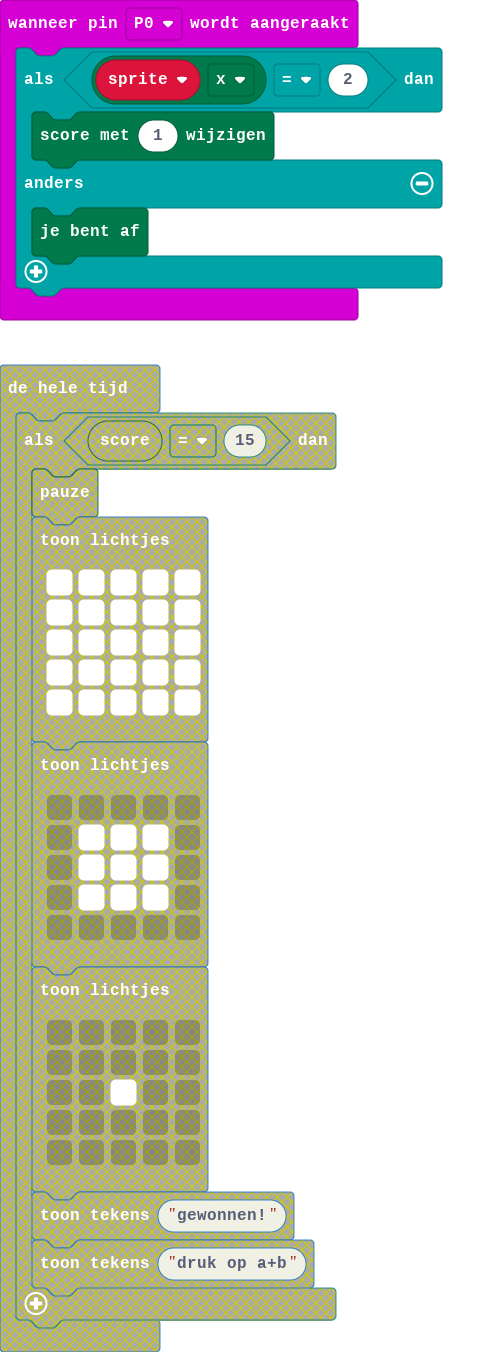 wanneer pin P0 wordt aangeraakt
als sprite x = 2 dan
score met 1 wijzigen
anders
je bent af
de hele tijd
als score = 15 dan
pauze
toon lichtjes
toon lichtjes
toon lichtjes
toon tekens "gewonnen!"
toon tekens "druk op a+b"